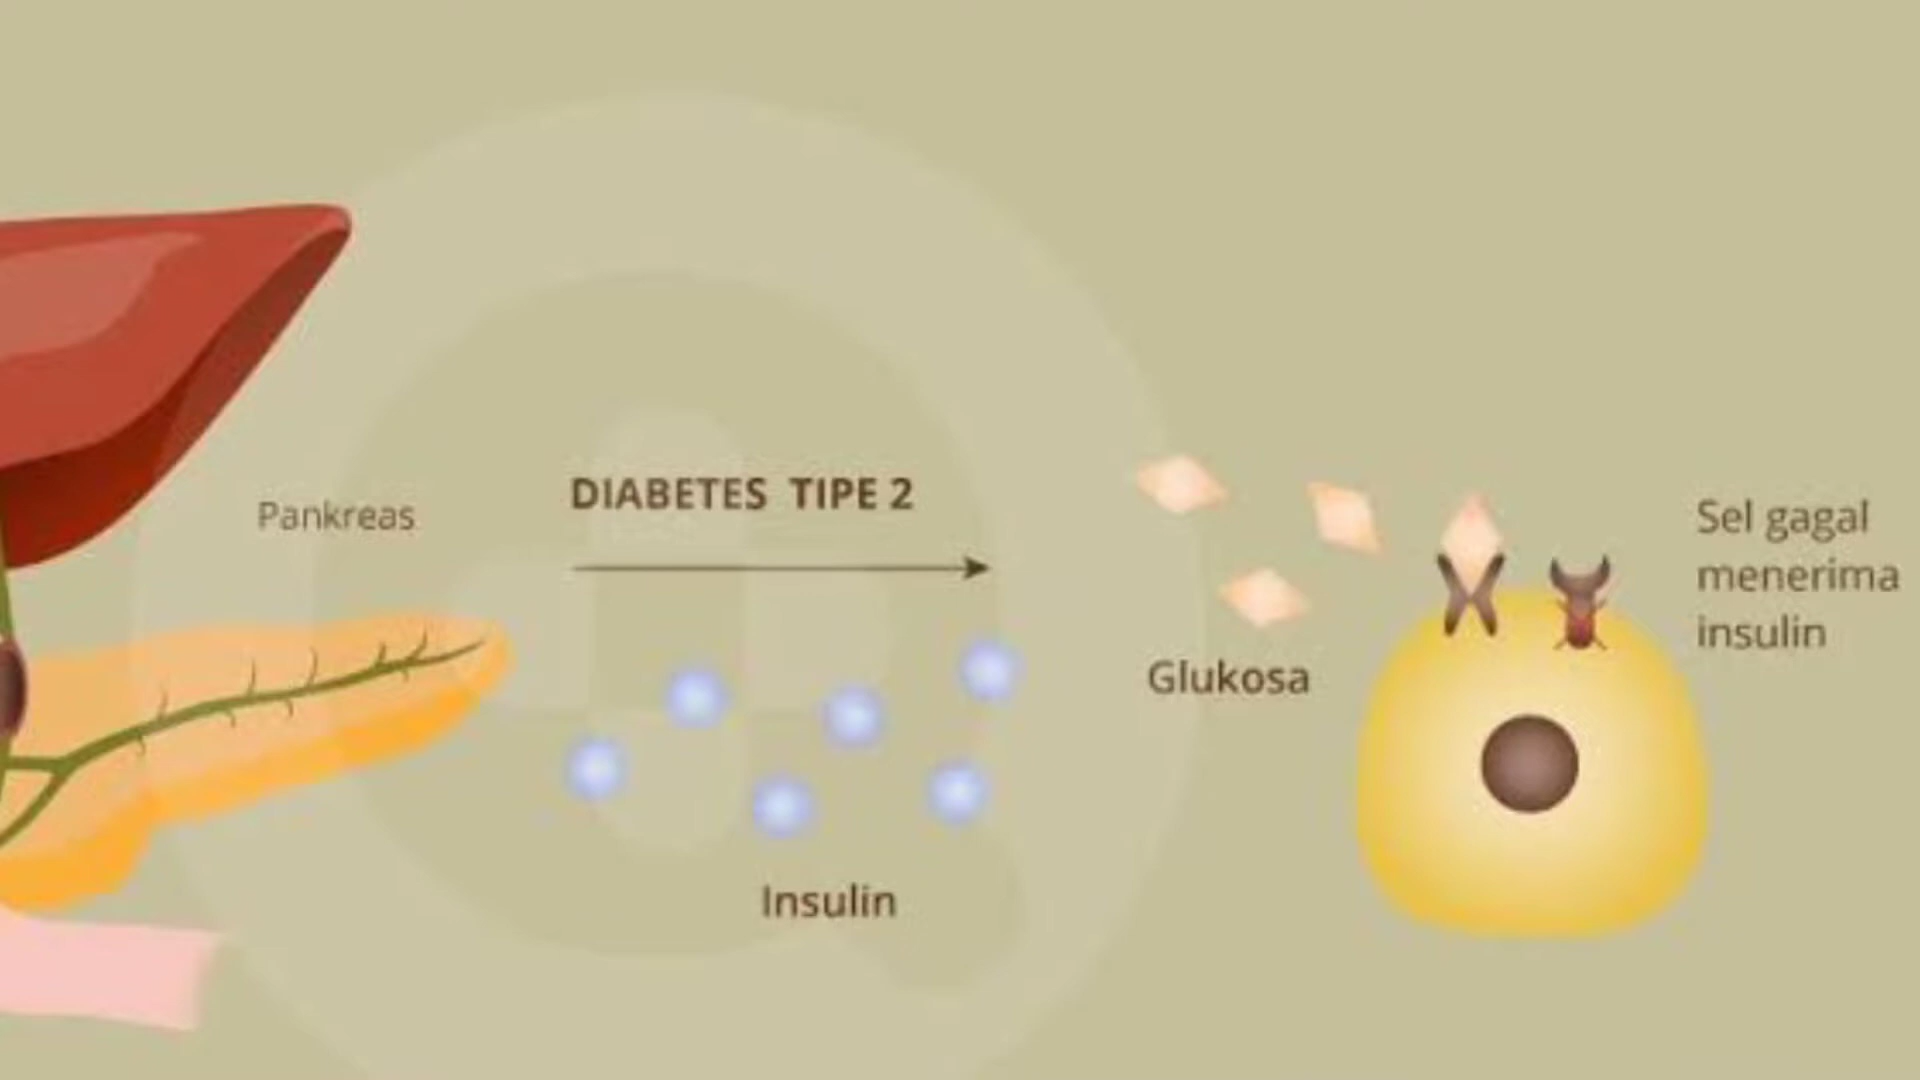 DIABETES TIPE 2
Pankreas
Sel gagal
menerima
insulin
Glukosa
Insulin